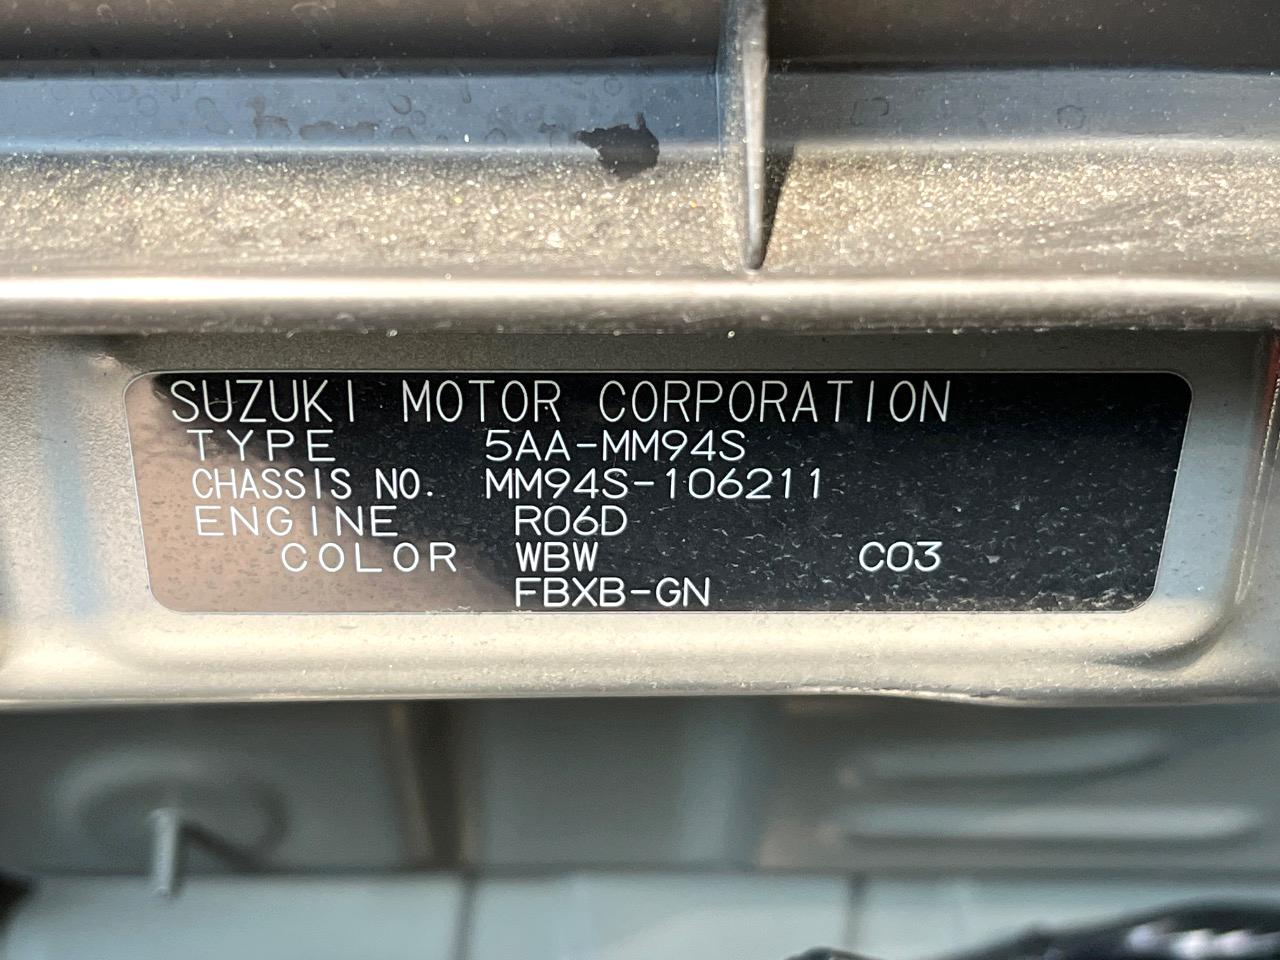 SUZUKI MOTOR CORPORATION
TYPE 5AA-MM94S
CHASSIS NO. MM94S-106211
ENGINE R06D
COLOR WBW C03
FBXB-GN